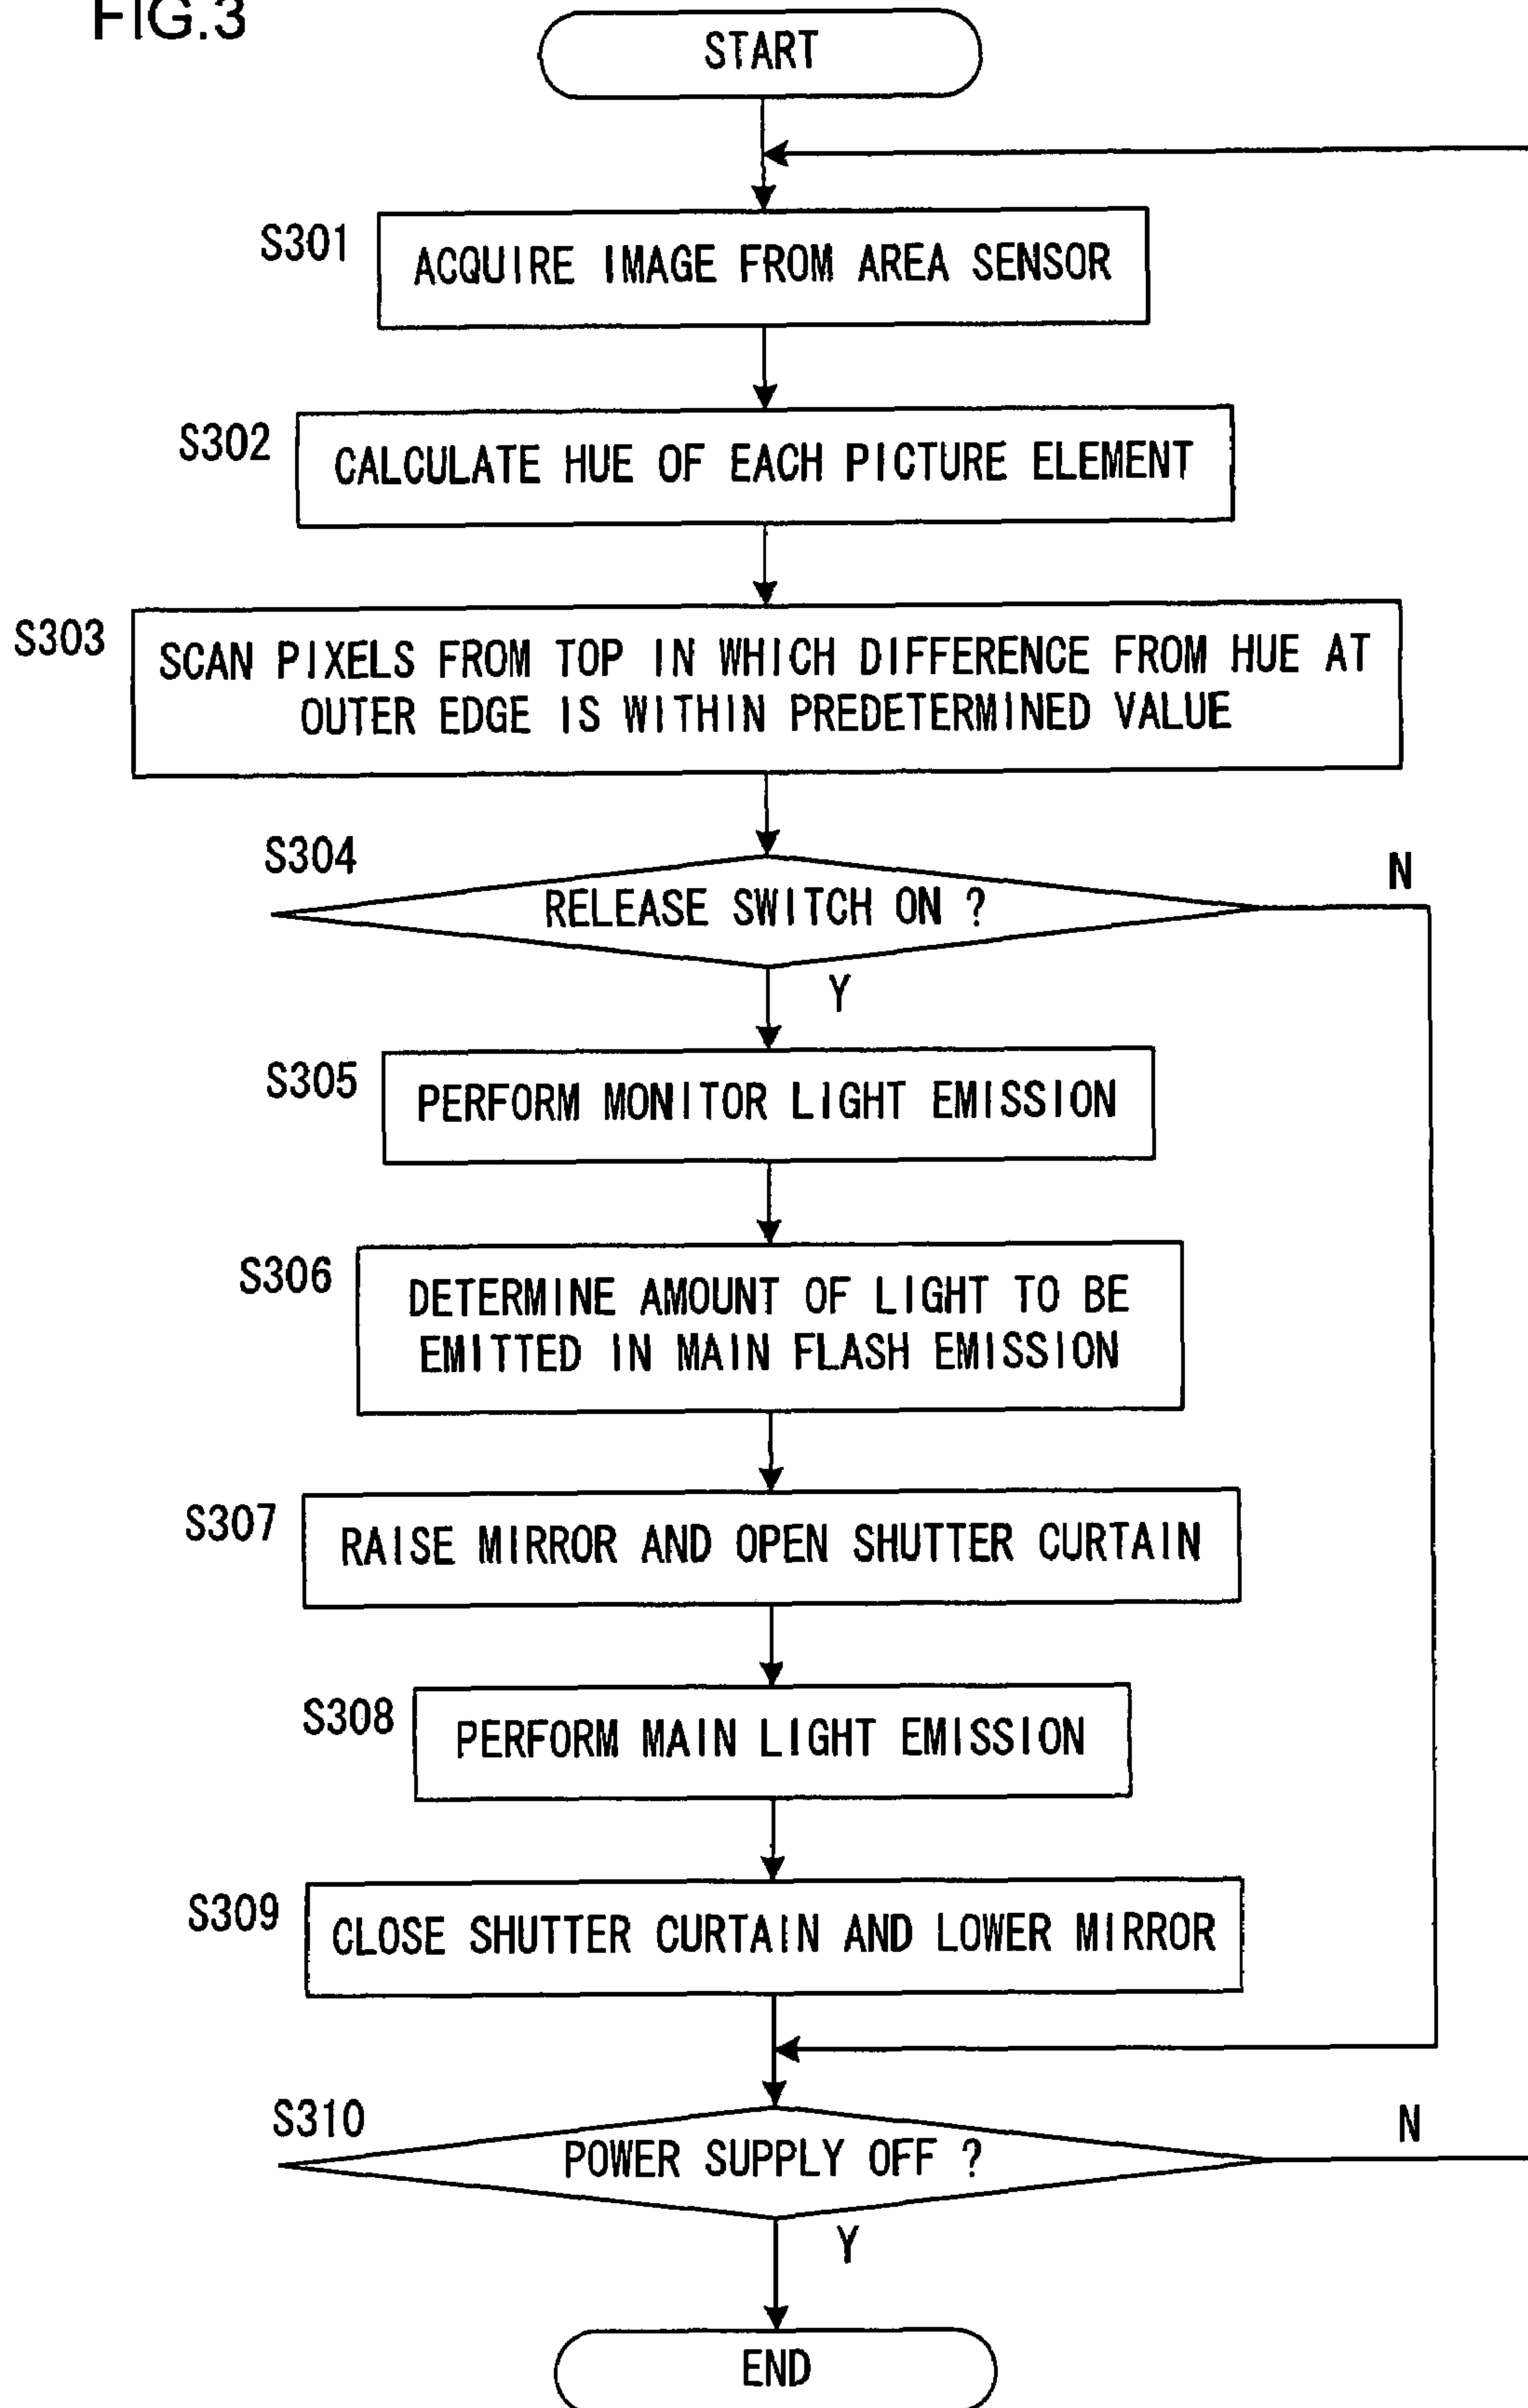 FIG.3
START
S301
ACQUIRE IMAGE FROM AREA SENSOR
S302
CALCULATE HUE OF EACH PICTURE ELEMENT
S303
SCAN PIXELS FROM TOP IN WHICH DIFFERENCE FROM HUE AT
OUTER EDGE IS WITHIN PREDETERMINED VALUE
S304
RELEASE SWITCH ON ?
N
Y
S305
PERFORM MONITOR LIGHT EMISSION
S306
DETERMINE AMOUNT OF LIGHT TO BE
EMITTED IN MAIN FLASH EMISSION
S307
RAISE MIRROR AND OPEN SHUTTER CURTAIN
S308
PERFORM MAIN LIGHT EMISSION
S309
CLOSE SHUTTER CURTAIN AND LOWER MIRROR
S310
POWER SUPPLY OFF ?
N
Y
END